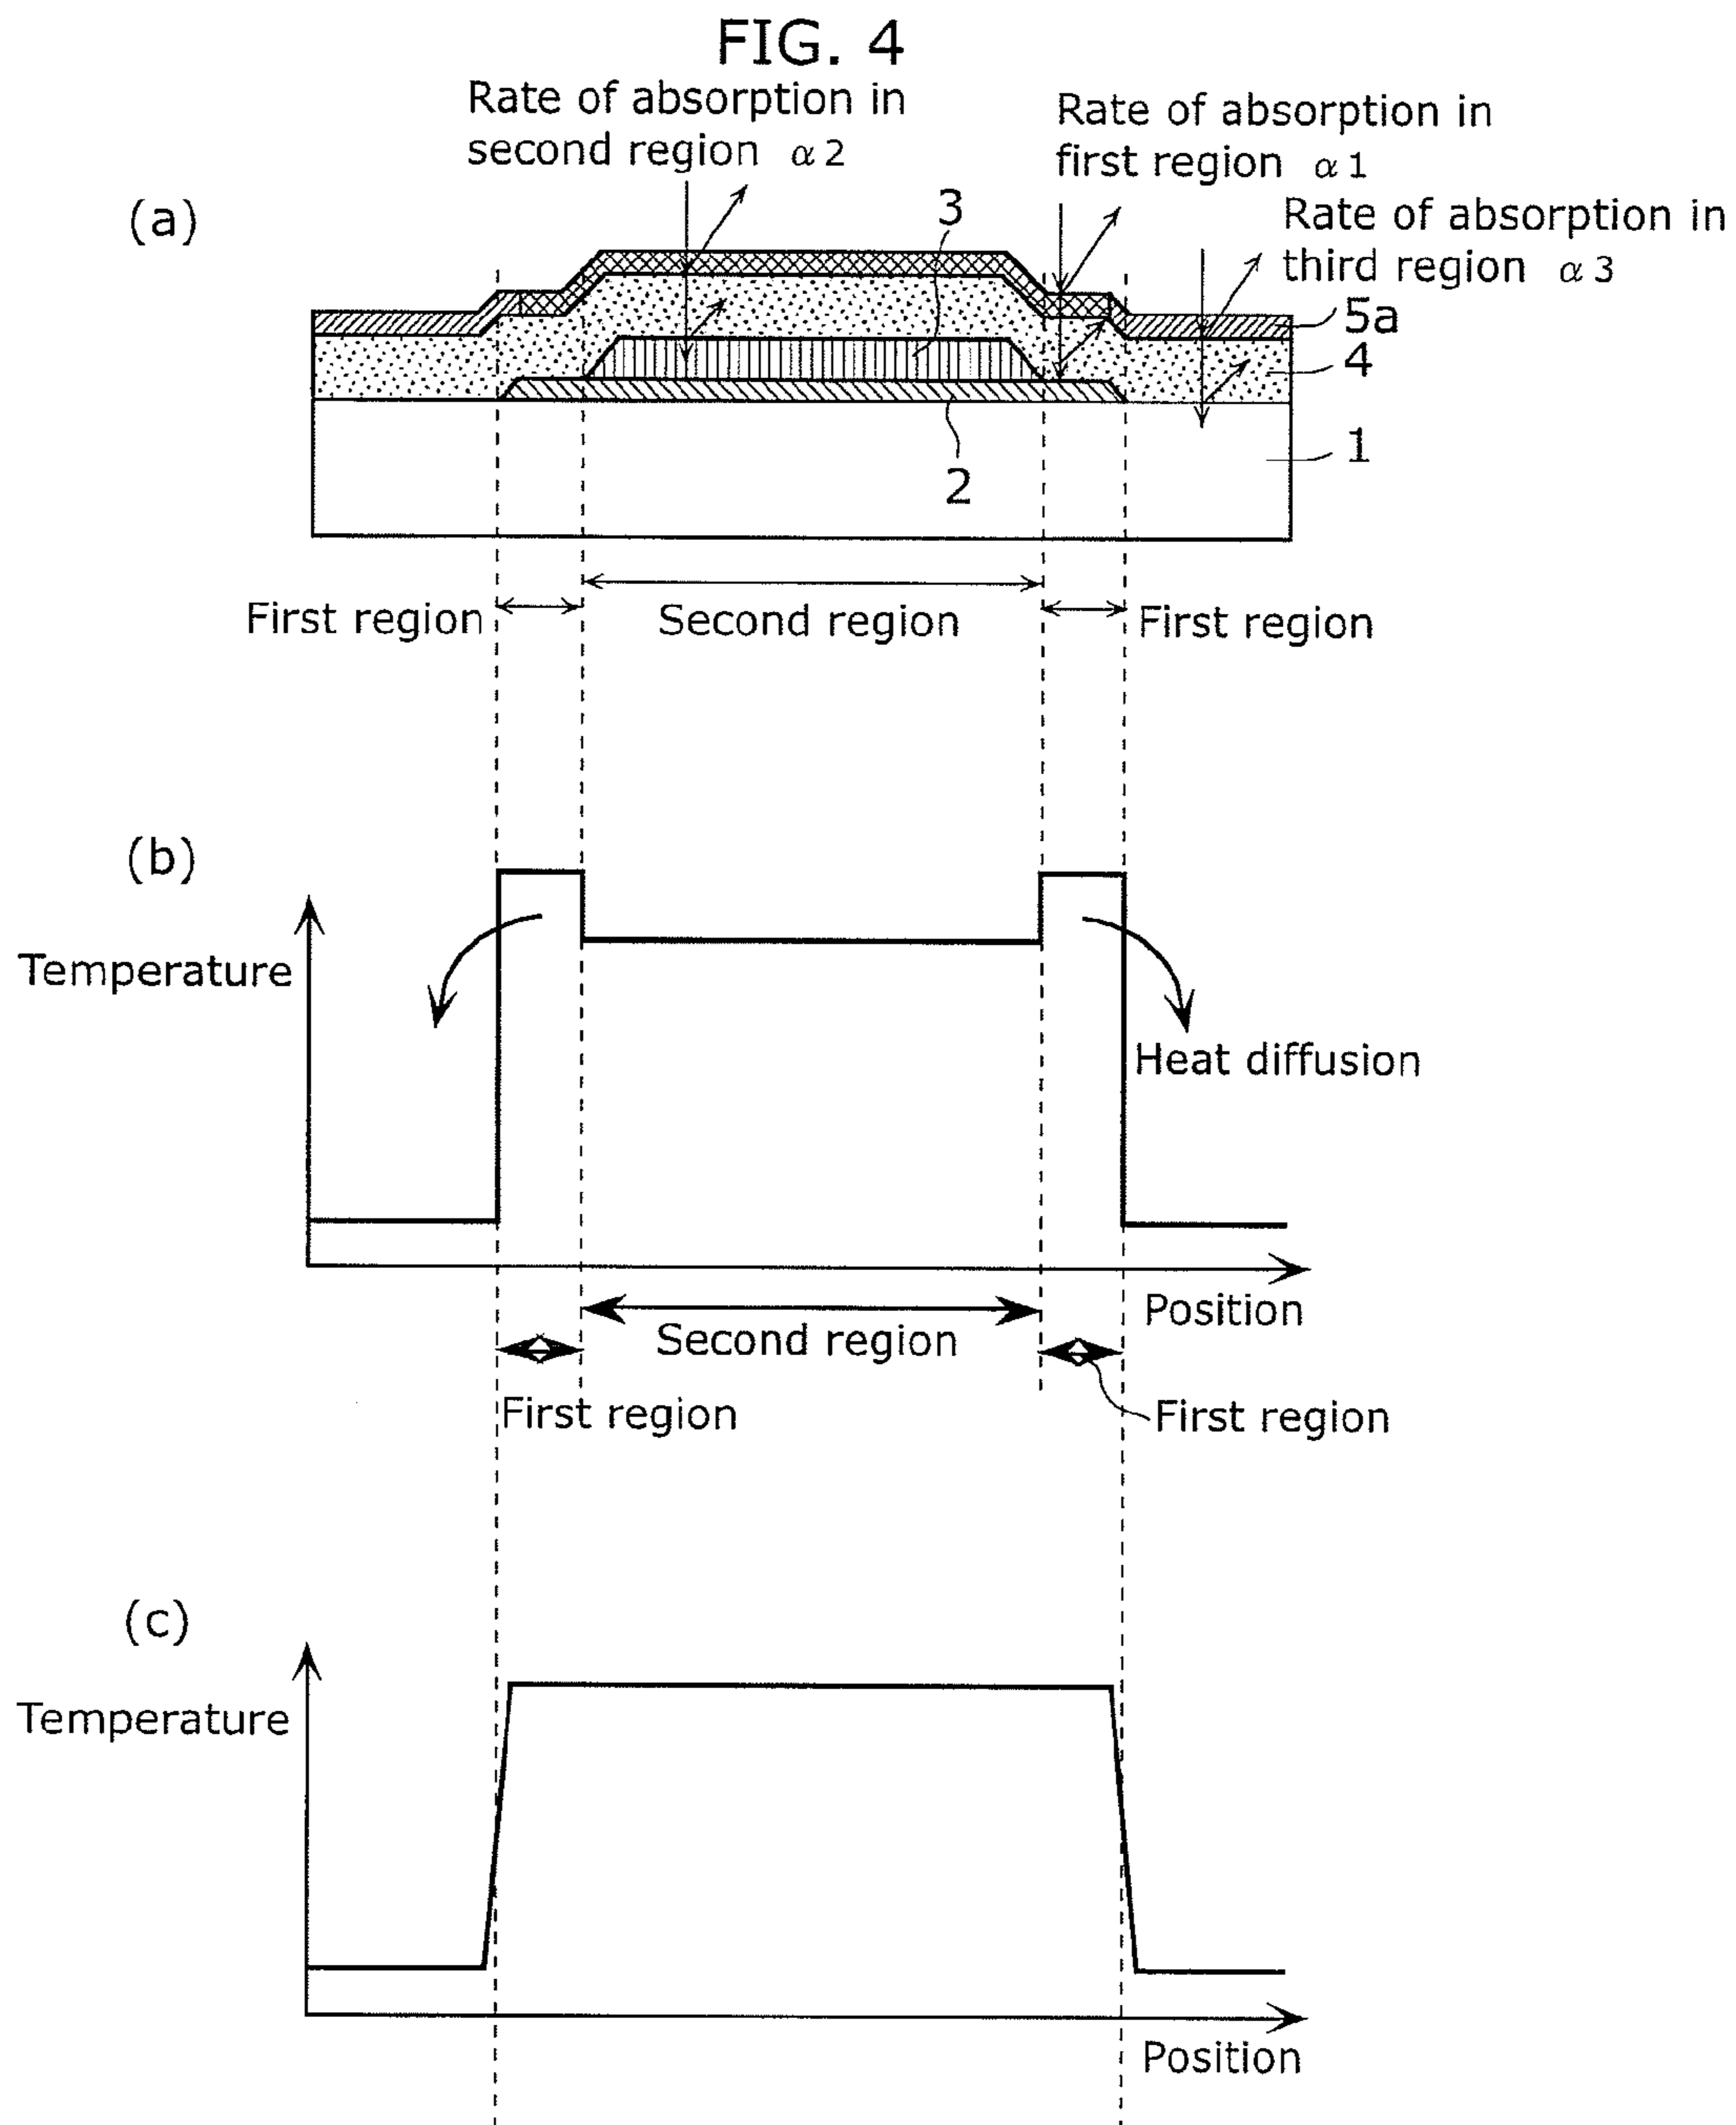 FIG. 4
Rate of absorption in
second region α2
Rate of absorption in
first region α1
Rate of absorption in
third region α3
(a)
3
5a
4
1
2
First region
Second region
First region
(b)
Temperature
Heat diffusion
Position
Second region
First region
First region
(c)
Temperature
Position